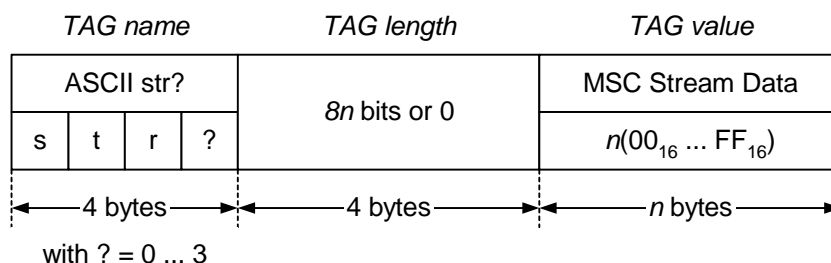 TAG name TAG length TAG value
ASCII str? 8n bits or 0 MSC Stream Data
s t r ? n(00₁₆ ... FF₁₆)
4 bytes 4 bytes n bytes
with ? = 0 ... 3